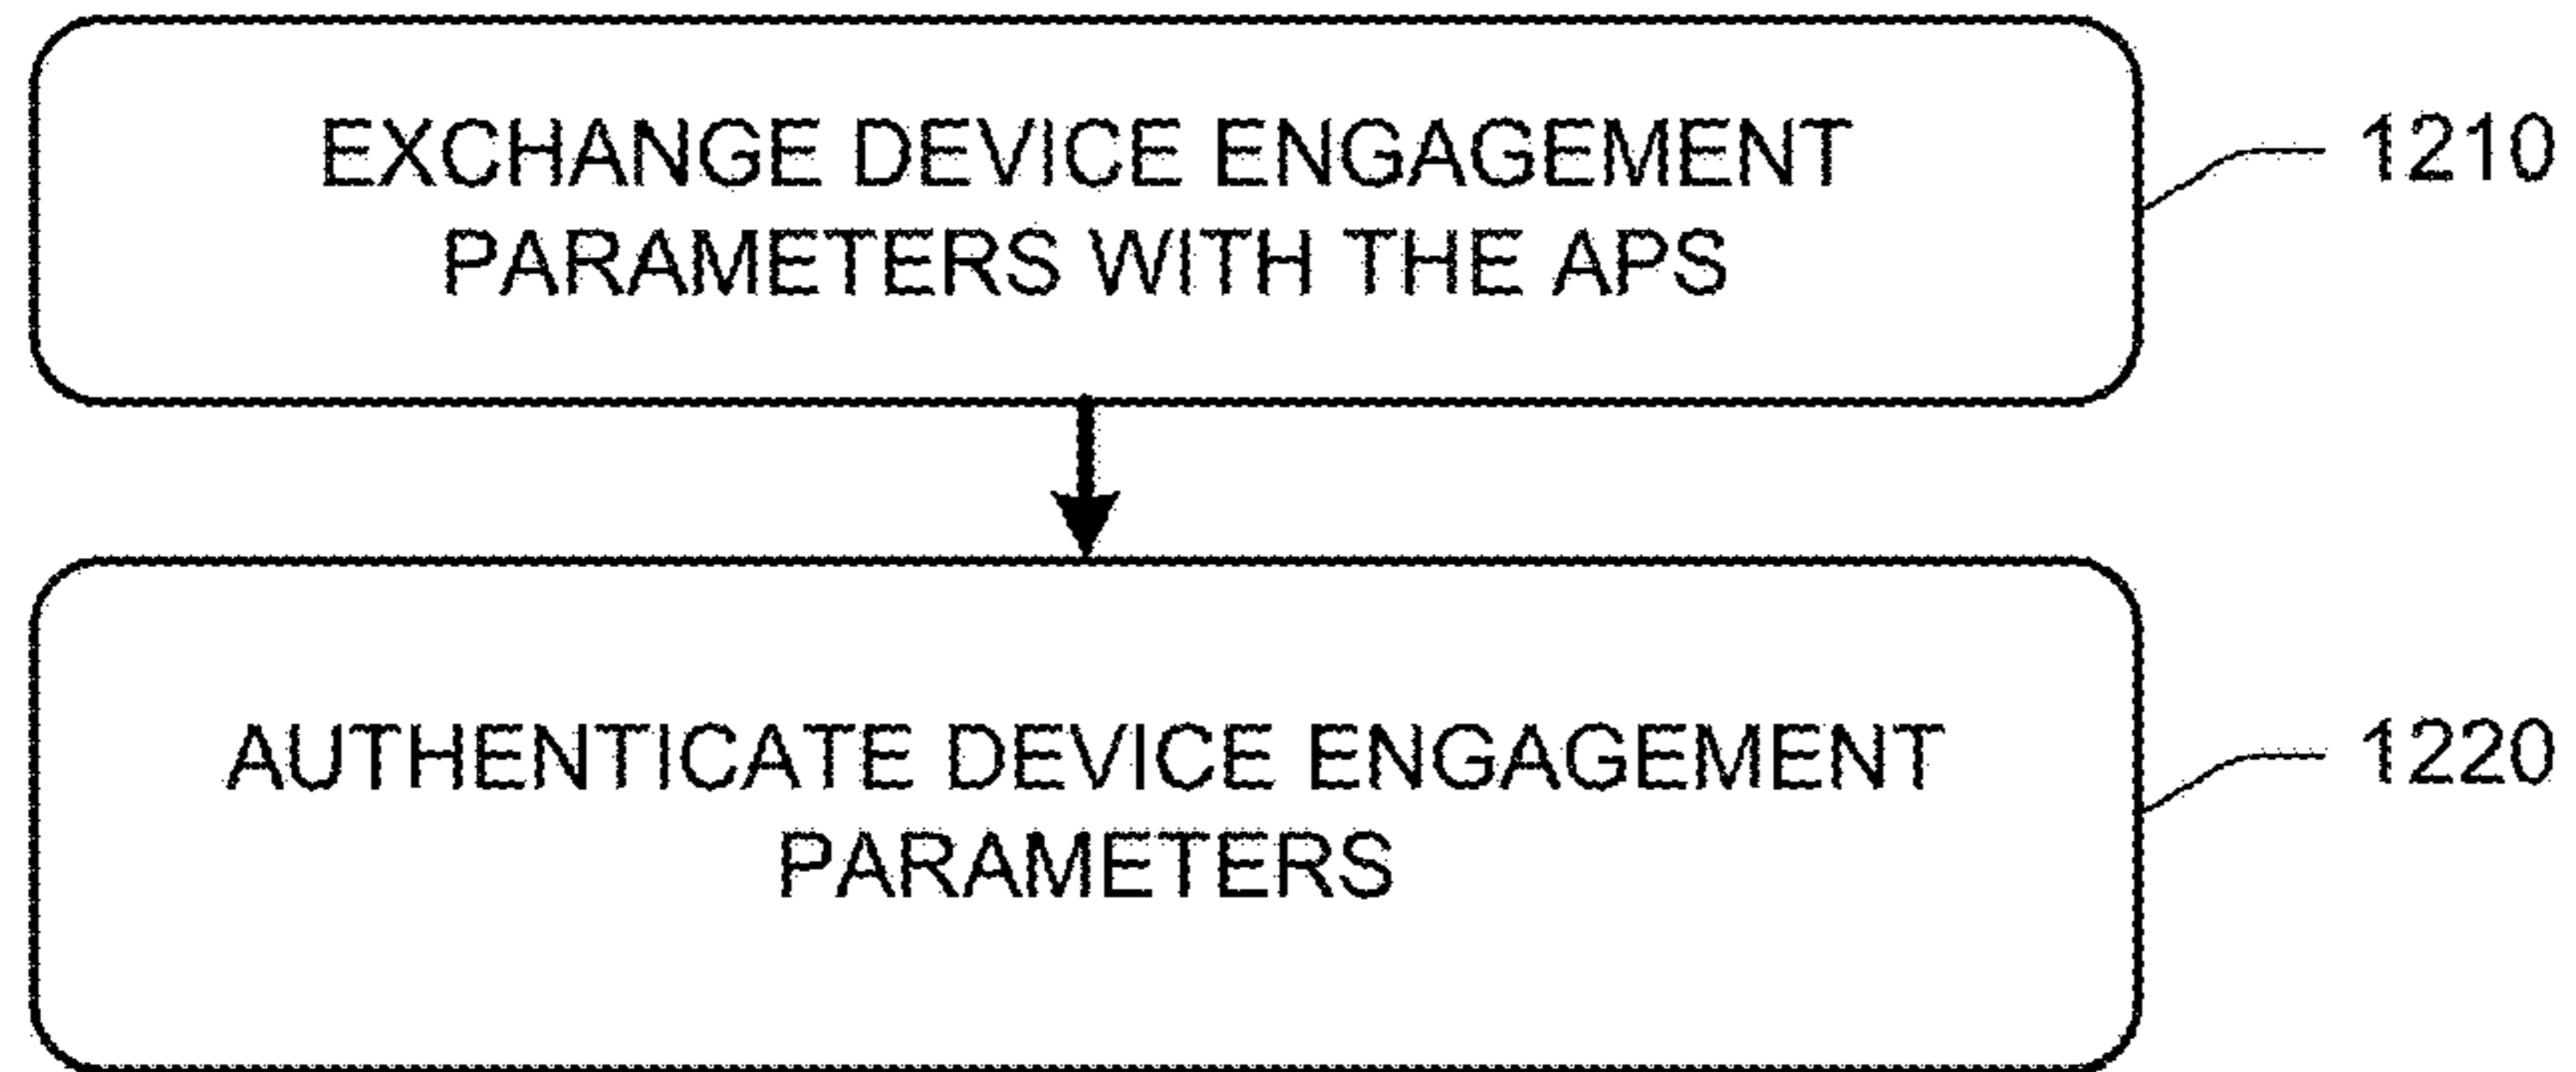 EXCHANGE DEVICE ENGAGEMENT
PARAMETERS WITH THE APS
1210
AUTHENTICATE DEVICE ENGAGEMENT
PARAMETERS
1220